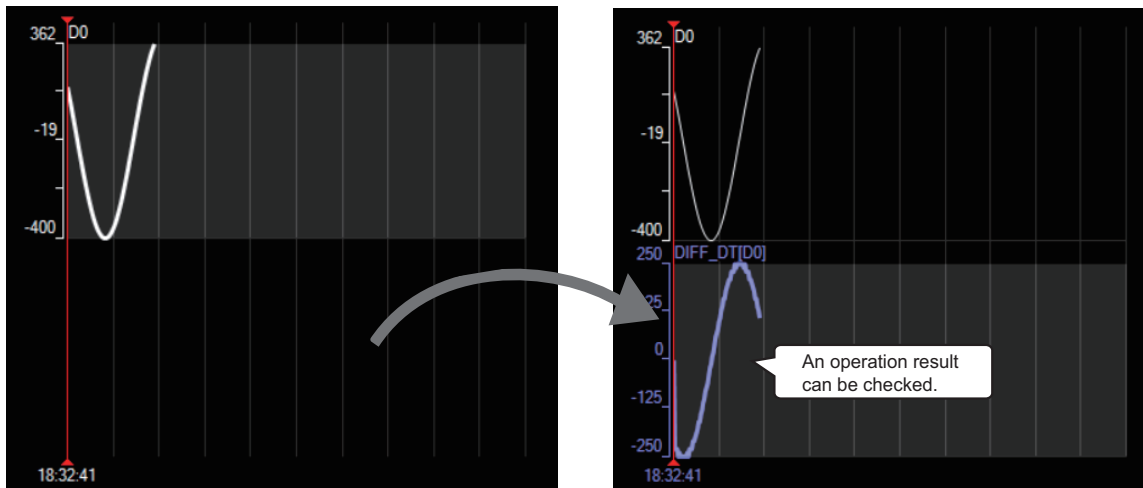 362 D0
-19
-400
18:32:41
362 D0
-19
-400
250 DIFF_DT[D0]
125
0
-125
-250
18:32:41
An operation result
can be checked.